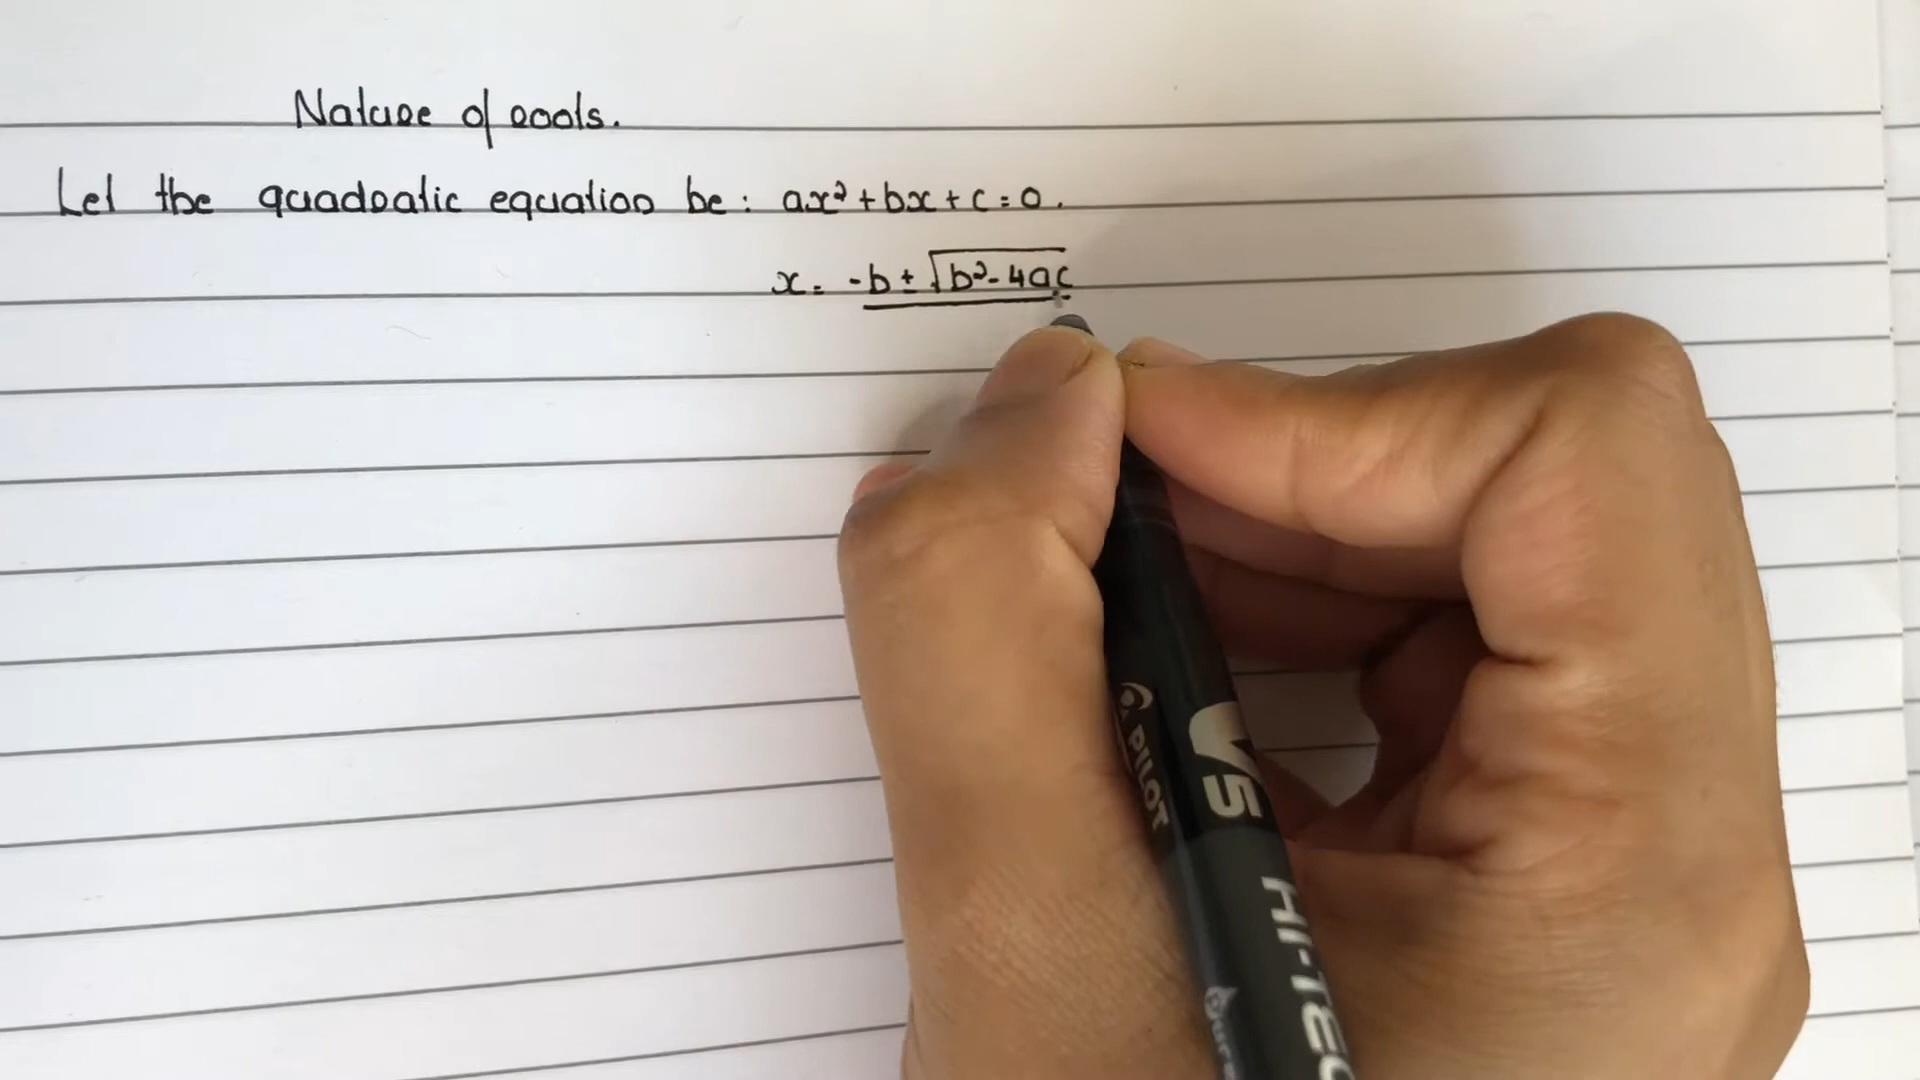 Nature of roots.
Let the quadratic equation be: ax²+bx+c=0.
x = -b ± √b²-4ac
PILOT
V5
HI-TEC